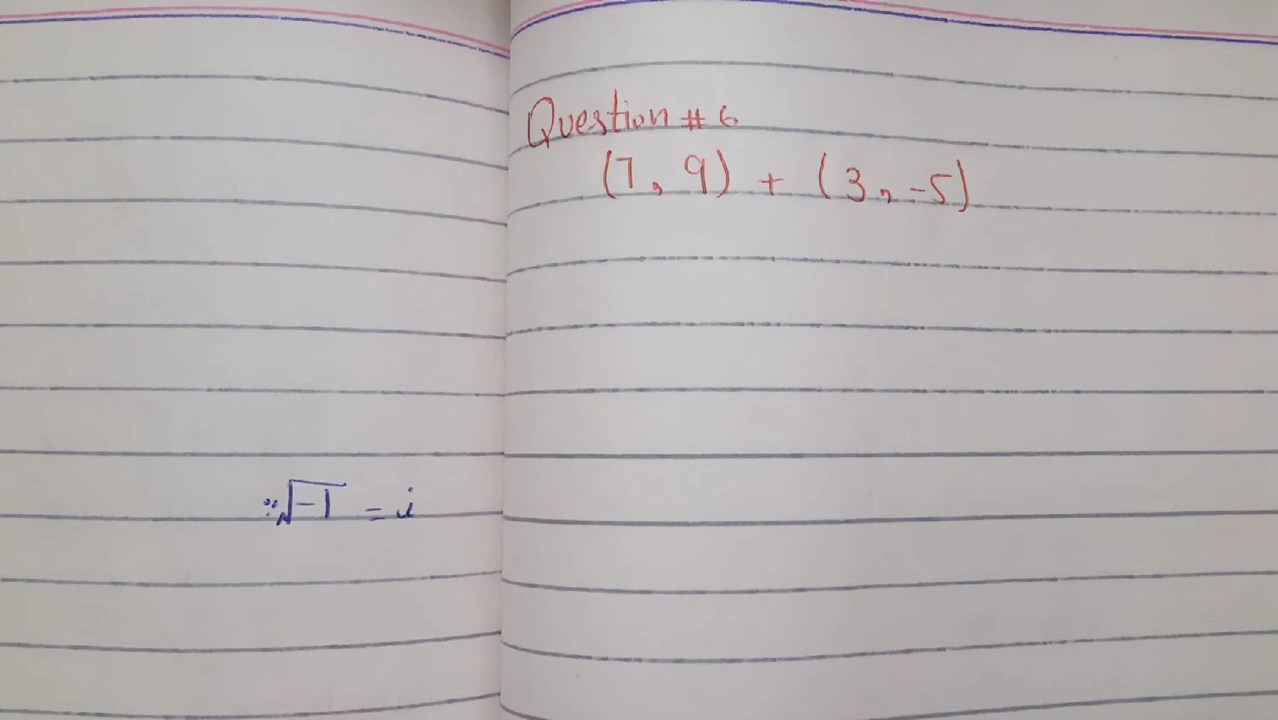 Question # 6
(7, 9) + (3, -5)
∵ √-1 = i